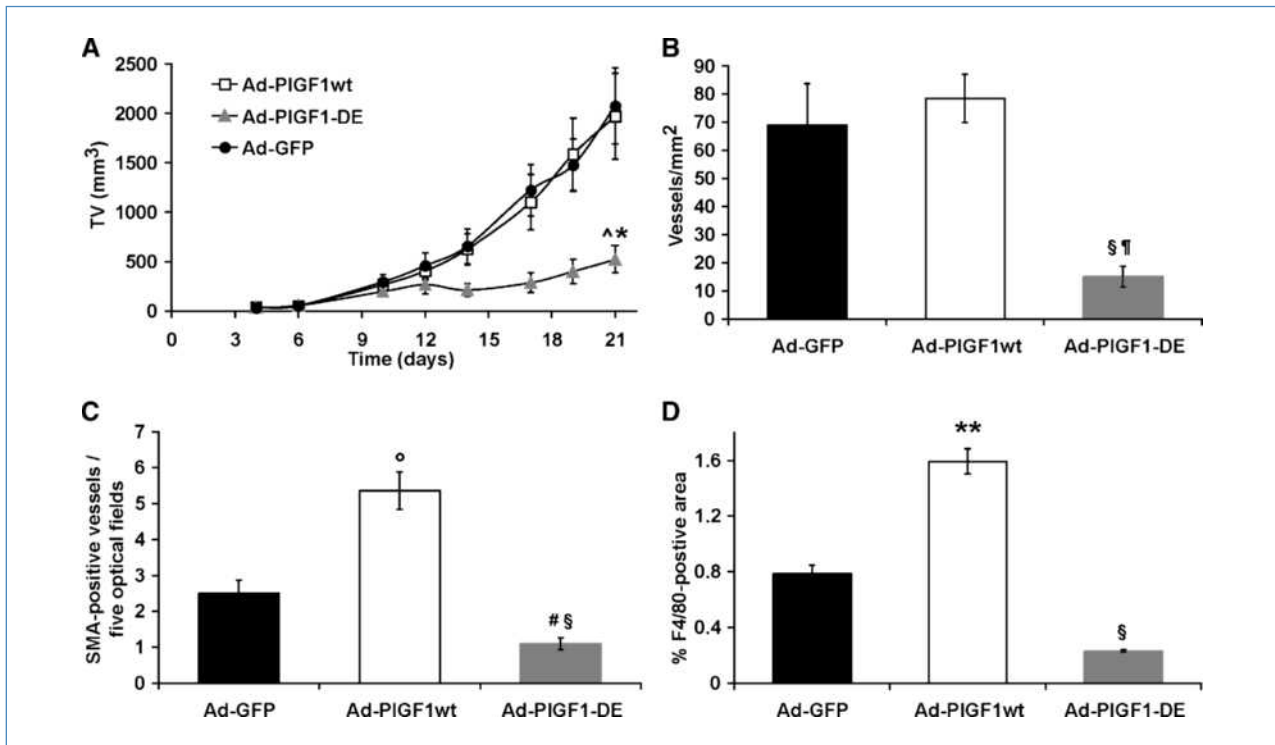 A
TV (mm3)
2500
2000
1500
1000
500
0
Ad-PlGF1wt
Ad-PlGF1-DE
Ad-GFP
^*
0 3 6 9 12 15 18 21
Time (days)
B
Vessels/mm2
90
80
70
60
50
40
30
20
10
0
§ ¶
Ad-GFP Ad-PlGF1wt Ad-PlGF1-DE
C
SMA-positive vessels /
five optical fields
7
6
5
4
3
2
1
0
°
# §
Ad-GFP Ad-PlGF1wt Ad-PlGF1-DE
D
% F4/80-postive area
1.6
1.2
0.8
0.4
0
**
§
Ad-GFP Ad-PlGF1wt Ad-PlGF1-DE